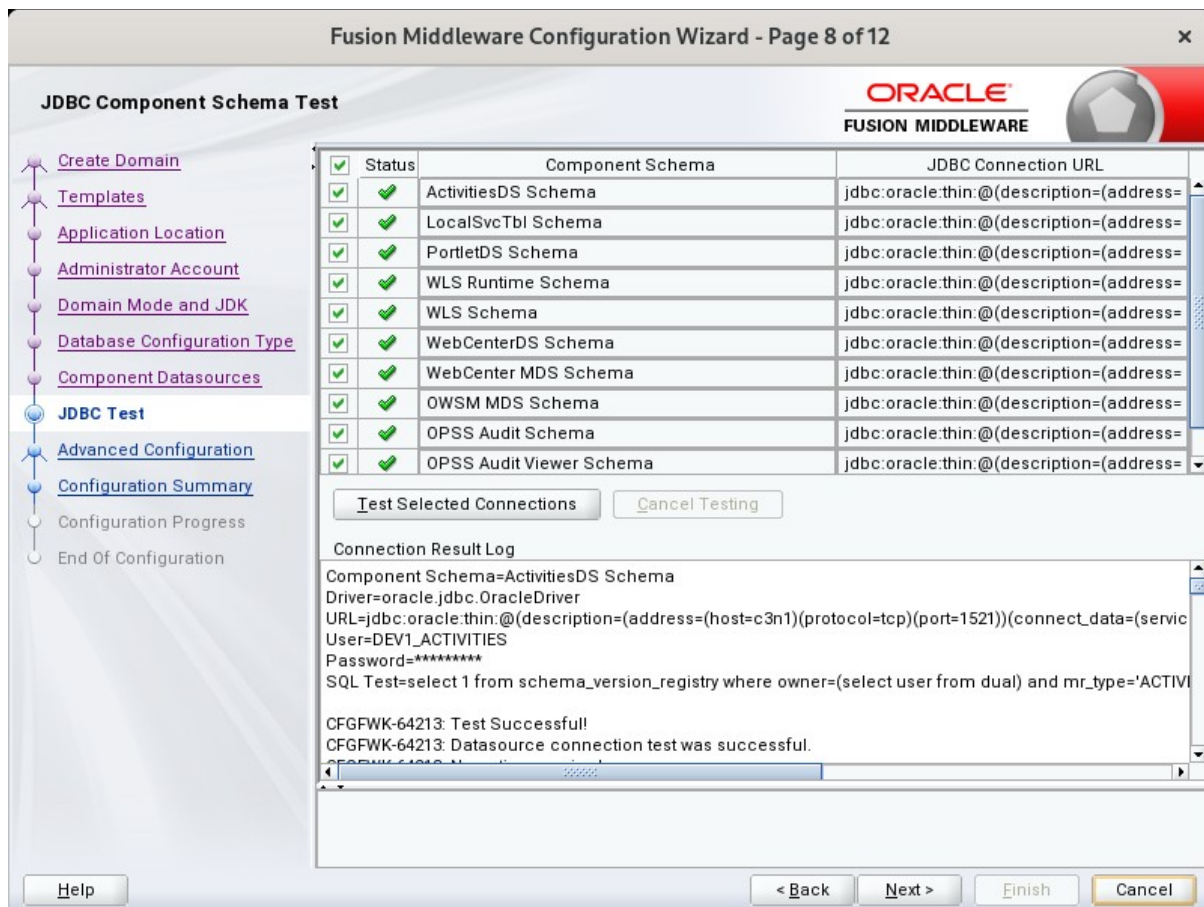 Fusion Middleware Configuration Wizard - Page 8 of 12
JDBC Component Schema Test
ORACLE
FUSION MIDDLEWARE
Create Domain
Templates
Application Location
Administrator Account
Domain Mode and JDK
Database Configuration Type
Component Datasources
JDBC Test
Advanced Configuration
Configuration Summary
Configuration Progress
End Of Configuration
Status Component Schema JDBC Connection URL
ActivitiesDS Schema jdbc:oracle:thin:@(description=(address=
LocalSvcTbl Schema jdbc:oracle:thin:@(description=(address=
PortletDS Schema jdbc:oracle:thin:@(description=(address=
WLS Runtime Schema jdbc:oracle:thin:@(description=(address=
WLS Schema jdbc:oracle:thin:@(description=(address=
WebCenterDS Schema jdbc:oracle:thin:@(description=(address=
WebCenter MDS Schema jdbc:oracle:thin:@(description=(address=
OWSM MDS Schema jdbc:oracle:thin:@(description=(address=
OPSS Audit Schema jdbc:oracle:thin:@(description=(address=
OPSS Audit Viewer Schema jdbc:oracle:thin:@(description=(address=
Test Selected Connections Cancel Testing
Connection Result Log
Component Schema=ActivitiesDS Schema
Driver=oracle.jdbc.OracleDriver
URL=jdbc:oracle:thin:@(description=(address=(host=c3n1)(protocol=tcp)(port=1521))(connect_data=(servic
User=DEV1_ACTIVITIES
Password=*********
SQL Test=select 1 from schema_version_registry where owner=(select user from dual) and mr_type='ACTIVI
CFGFWK-64213: Test Successful!
CFGFWK-64213: Datasource connection test was successful.
Help < Back Next > Finish Cancel